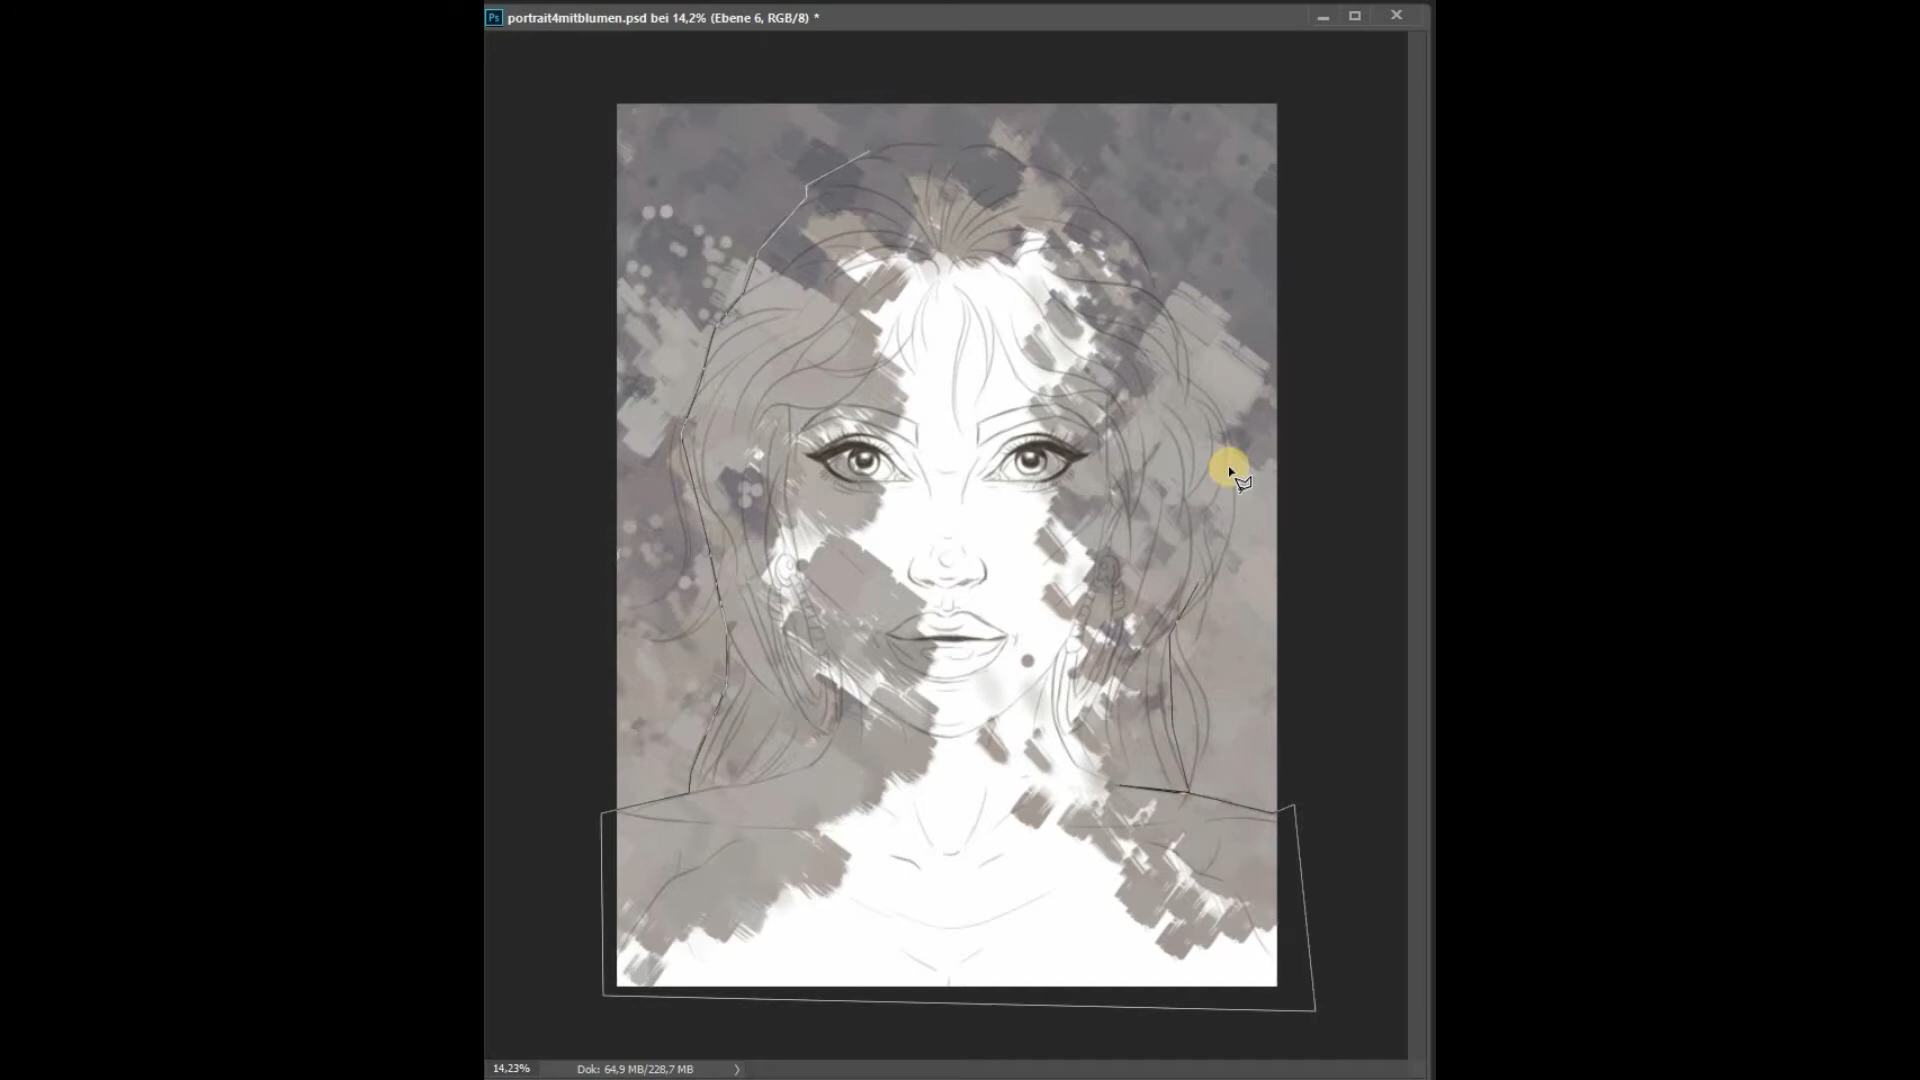 Ps portrait4mitblumen.psd bei 14,2% (Ebene 6, RGB/8) *
14,23% Dok: 64,9 MB/228,7 MB